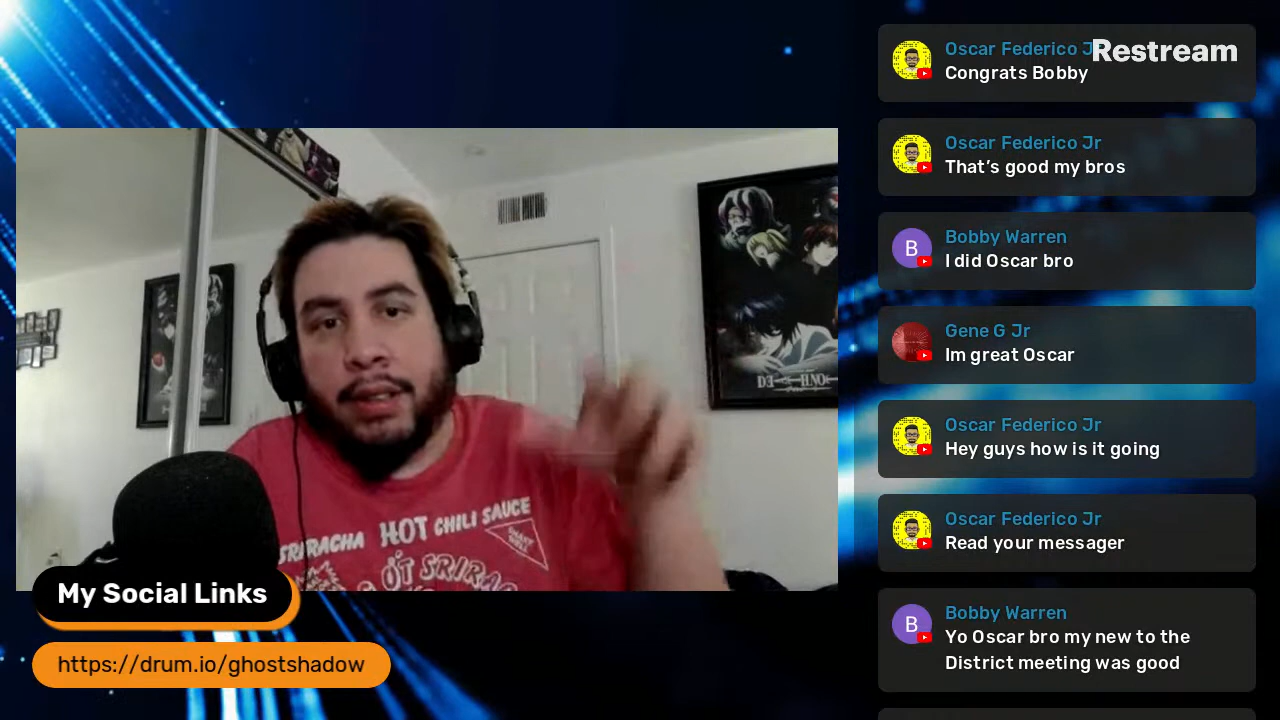 Oscar Federico J
Restream
Congrats Bobby
Oscar Federico Jr
That's good my bros
Bobby Warren
I did Oscar bro
Gene G Jr
Im great Oscar
Oscar Federico Jr
Hey guys how is it going
Oscar Federico Jr
Read your messager
Bobby Warren
Yo Oscar bro my new to the
District meeting was good
B
B
SRIRACHA HOT CHILI SAUCE
My Social Links
https://drum.io/ghostshadow